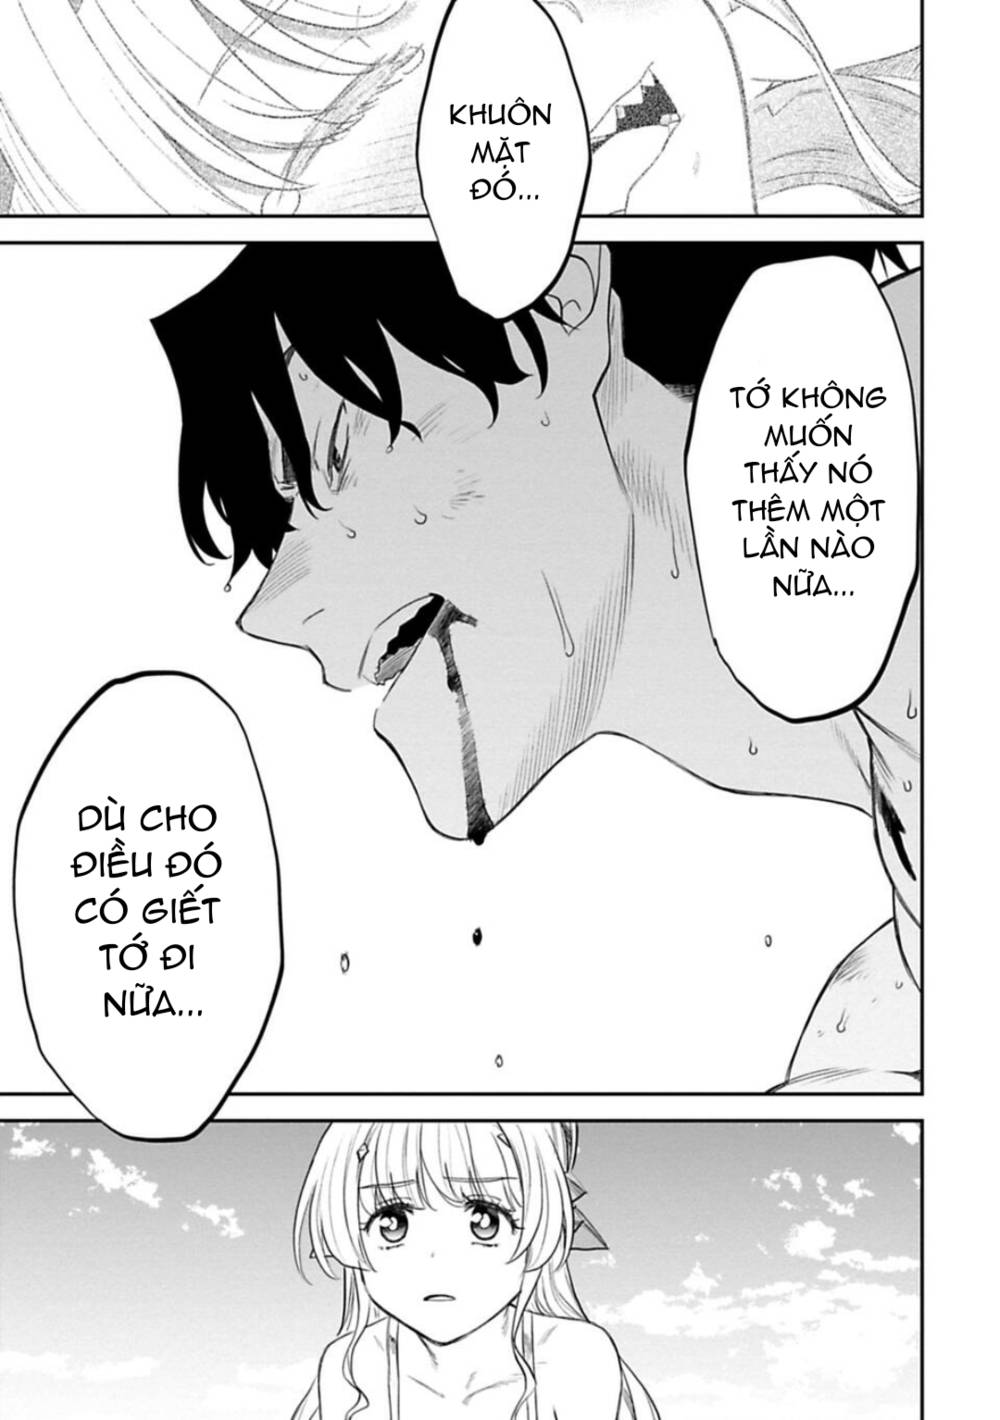 KHUÔN
MẶT
ĐÓ...
TỚ KHÔNG
MUỐN
THẤY NÓ
THÊM MỘT
LẦN NÀO
NỮA...
DÙ CHO
ĐIỀU ĐÓ
CÓ GIẾT
TỚ ĐI
NỮA...